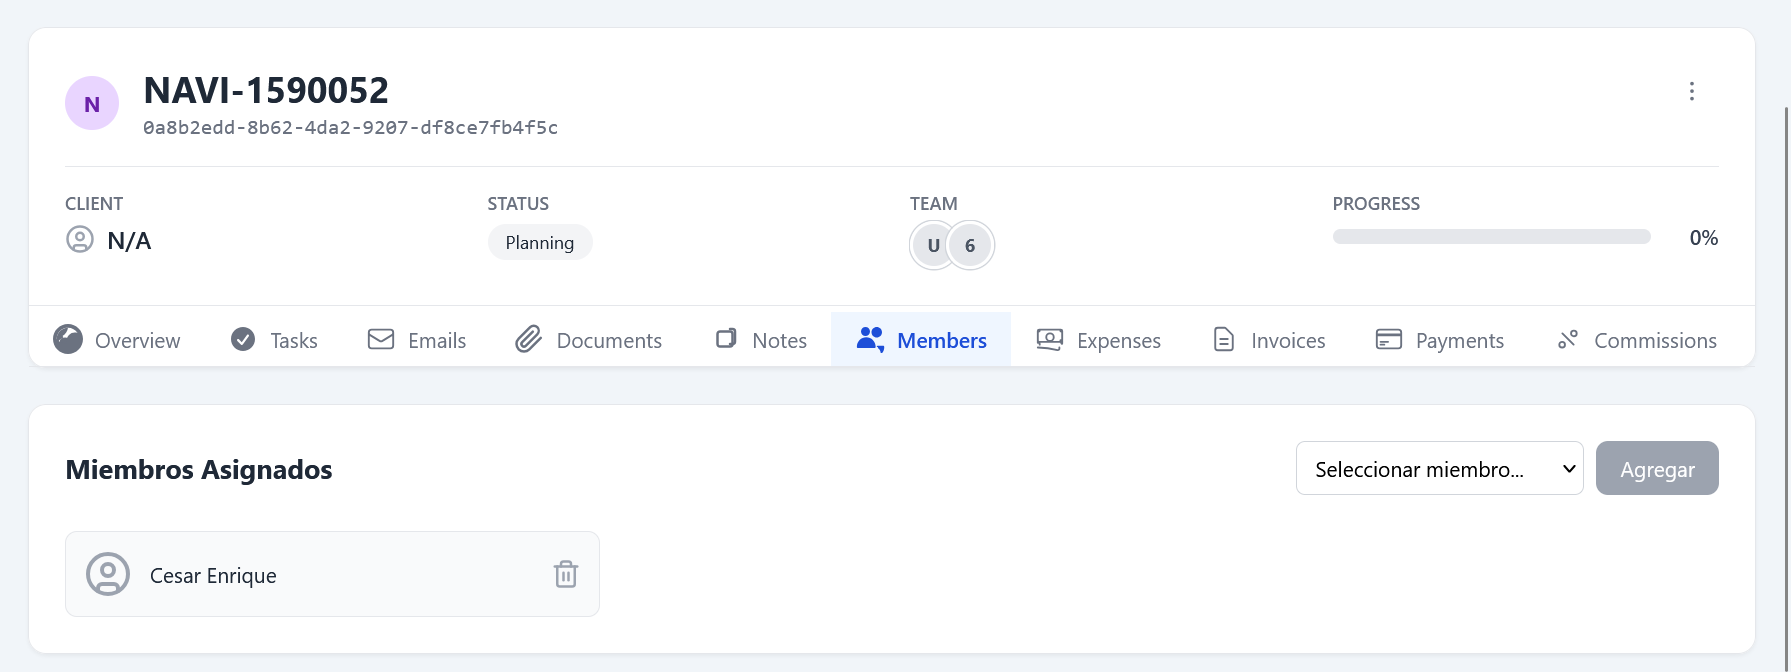 N
NAVI-1590052
0a8b2edd-8b62-4da2-9207-df8ce7fb4f5c
CLIENT
N/A
STATUS
Planning
TEAM
U 6
PROGRESS
0%
Overview
Tasks
Emails
Documents
Notes
Members
Expenses
Invoices
Payments
Commissions
Miembros Asignados
Seleccionar miembro...
Agregar
Cesar Enrique